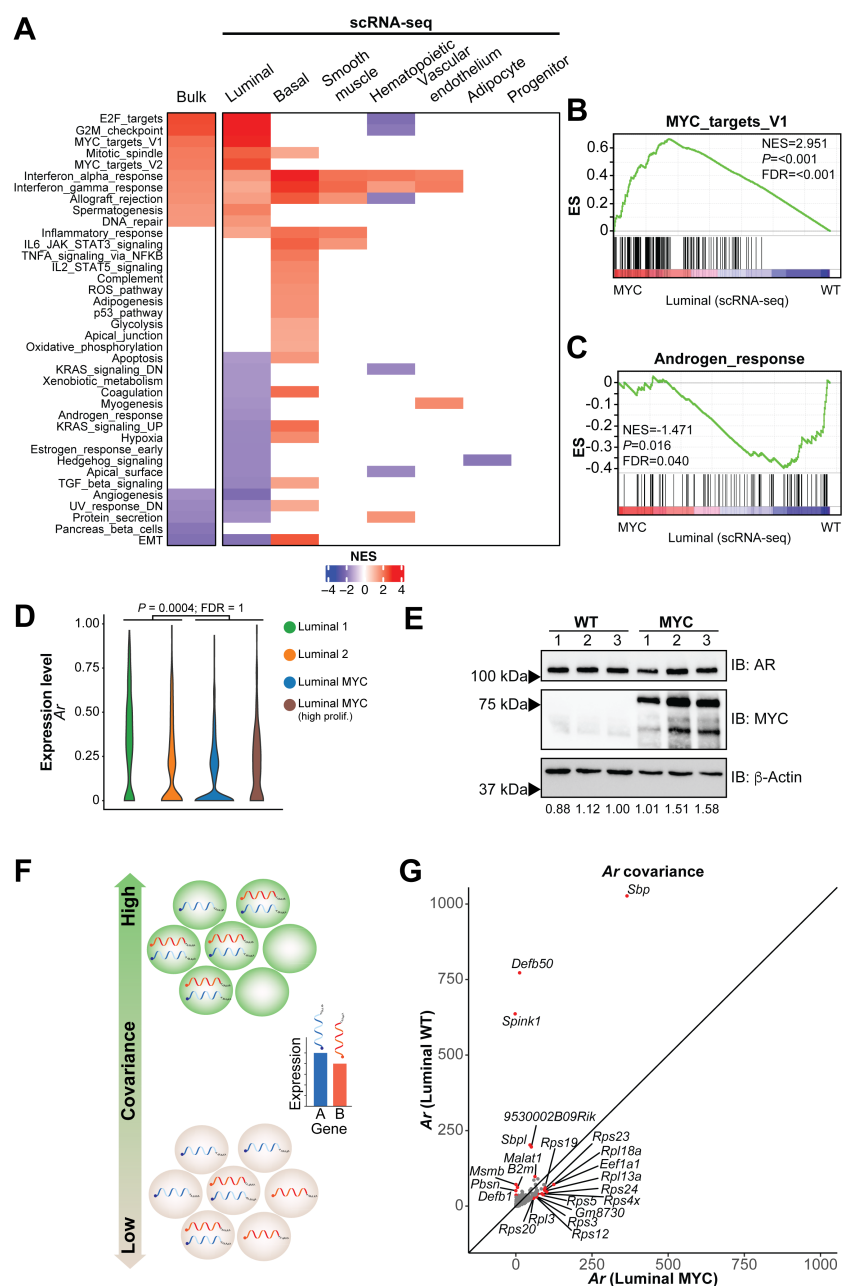 A
scRNA-seq
Bulk
Luminal
Basal
Smooth muscle
Hematopoietic
Vascular endothelium
Adipocyte
Progenitor
E2F_targets
G2M_checkpoint
MYC_targets_V1
Mitotic_spindle
MYC_targets_V2
Interferon_alpha_response
Interferon_gamma_response
Allograft_rejection
Spermatogenesis
DNA_repair
Inflammatory_response
IL6_JAK_STAT3_signaling
TNFA_signaling_via_NFKB
IL2_STAT5_signaling
Complement
ROS_pathway
Adipogenesis
p53_pathway
Glycolysis
Apical_junction
Oxidative_phosphorylation
Apoptosis
KRAS_signaling_DN
Xenobiotic_metabolism
Coagulation
Myogenesis
Androgen_response
KRAS_signaling_UP
Hypoxia
Estrogen_response_early
Hedgehog_signaling
Apical_surface
TGF_beta_signaling
Angiogenesis
UV_response_DN
Protein_secretion
Pancreas_beta_cells
EMT
NES
−4 −2 0 2 4
B
MYC_targets_V1
NES=2.951
P=<0.001
FDR=<0.001
ES
0.6
0.4
0.2
0
MYC
WT
Luminal (scRNA-seq)
C
Androgen_response
0
-0.1
-0.2
-0.3
-0.4
ES
NES=-1.471
P=0.016
FDR=0.040
MYC
WT
Luminal (scRNA-seq)
D
P = 0.0004; FDR = 1
1.00
0.75
0.50
0.25
0
Expression level
Ar
Luminal 1
Luminal 2
Luminal MYC
Luminal MYC
(high prolif.)
E
WT MYC
1 2 3 1 2 3
100 kDa
IB: AR
75 kDa
IB: MYC
37 kDa
IB: β-Actin
0.88 1.12 1.00 1.01 1.51 1.58
F
High
Covariance
Low
Expression
A B
Gene
G
Ar covariance
Ar (Luminal WT)
1000
750
500
250
0
Sbp
Defb50
Spink1
9530002B09Rik
Sbpl
Rps19
Rps23
Malat1
Rpl18a
B2m
Eef1a1
Msmb
Rpl13a
Pbsn
Rps24
Defb1
Rps5
Rps4x
Gm8730
Rpl3
Rps3
Rps20
Rps12
0 250 500 750 1000
Ar (Luminal MYC)